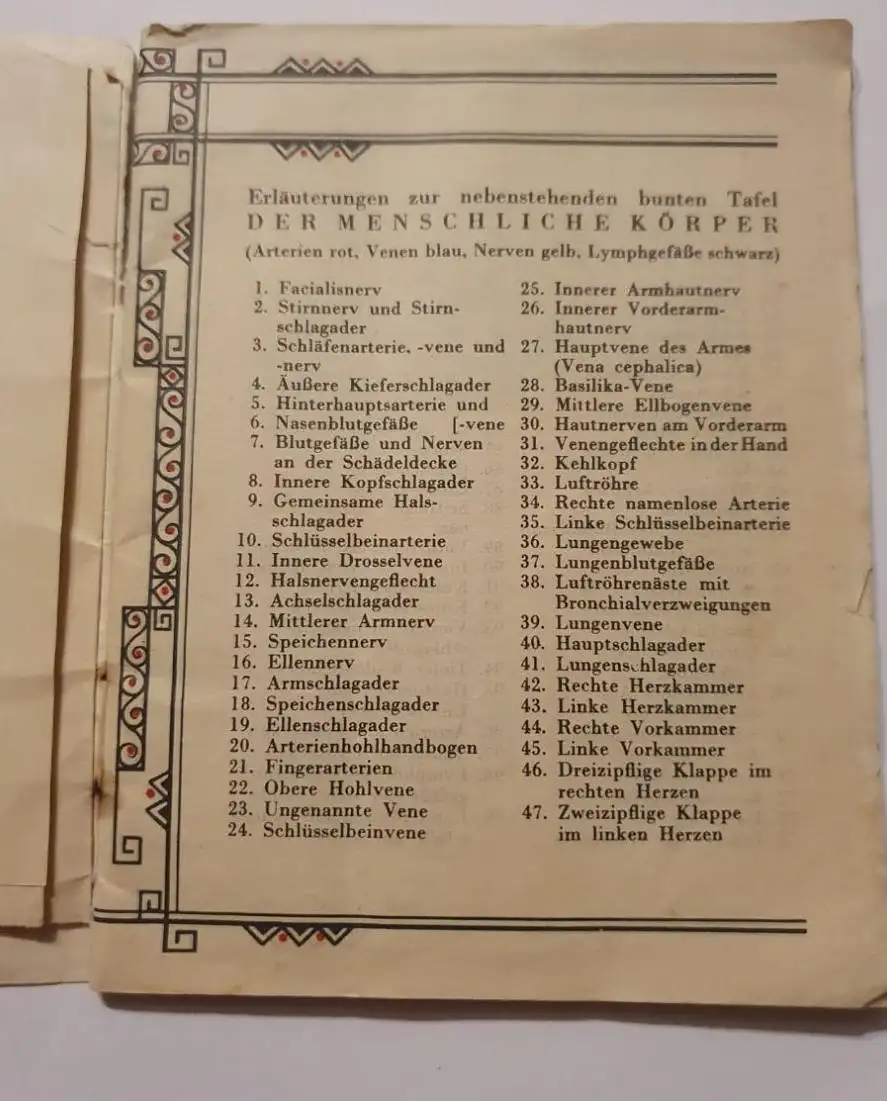 Erläuterungen zur nebenstehenden bunten Tafel
DER MENSCHLICHE KÖRPER
(Arterien rot, Venen blau, Nerven gelb, Lymphgefäße schwarz)
1. Facialisnerv
2. Stirnnerv und Stirn-
schlagader
3. Schläfenarterie, -vene und
-nerv
4. Äußere Kieferschlagader
5. Hinterhauptsarterie und
6. Nasenblutgefäße [-vene
7. Blutgefäße und Nerven
an der Schädeldecke
8. Innere Kopfschlagader
9. Gemeinsame Hals-
schlagader
10. Schlüsselbeinarterie
11. Innere Drosselvene
12. Halsnervengeflecht
13. Achselschlagader
14. Mittlerer Armnerv
15. Speichennerv
16. Ellennerv
17. Armschlagader
18. Speichenschlagader
19. Ellenschlagader
20. Arterienhohlhandbogen
21. Fingerarterien
22. Obere Hohlvene
23. Ungenannte Vene
24. Schlüsselbeinvene
25. Innerer Armhautnerv
26. Innerer Vorderarm-
hautnerv
27. Hauptvene des Armes
(Vena cephalica)
28. Basilika-Vene
29. Mittlere Ellbogenvene
30. Hautnerven am Vorderarm
31. Venengeflechte in der Hand
32. Kehlkopf
33. Luftröhre
34. Rechte namenlose Arterie
35. Linke Schlüsselbeinarterie
36. Lungengewebe
37. Lungenblutgefäße
38. Luftröhrenäste mit
Bronchialverzweigungen
39. Lungenvene
40. Hauptschlagader
41. Lungenschlagader
42. Rechte Herzkammer
43. Linke Herzkammer
44. Rechte Vorkammer
45. Linke Vorkammer
46. Dreizipflige Klappe im
rechten Herzen
47. Zweizipflige Klappe
im linken Herzen